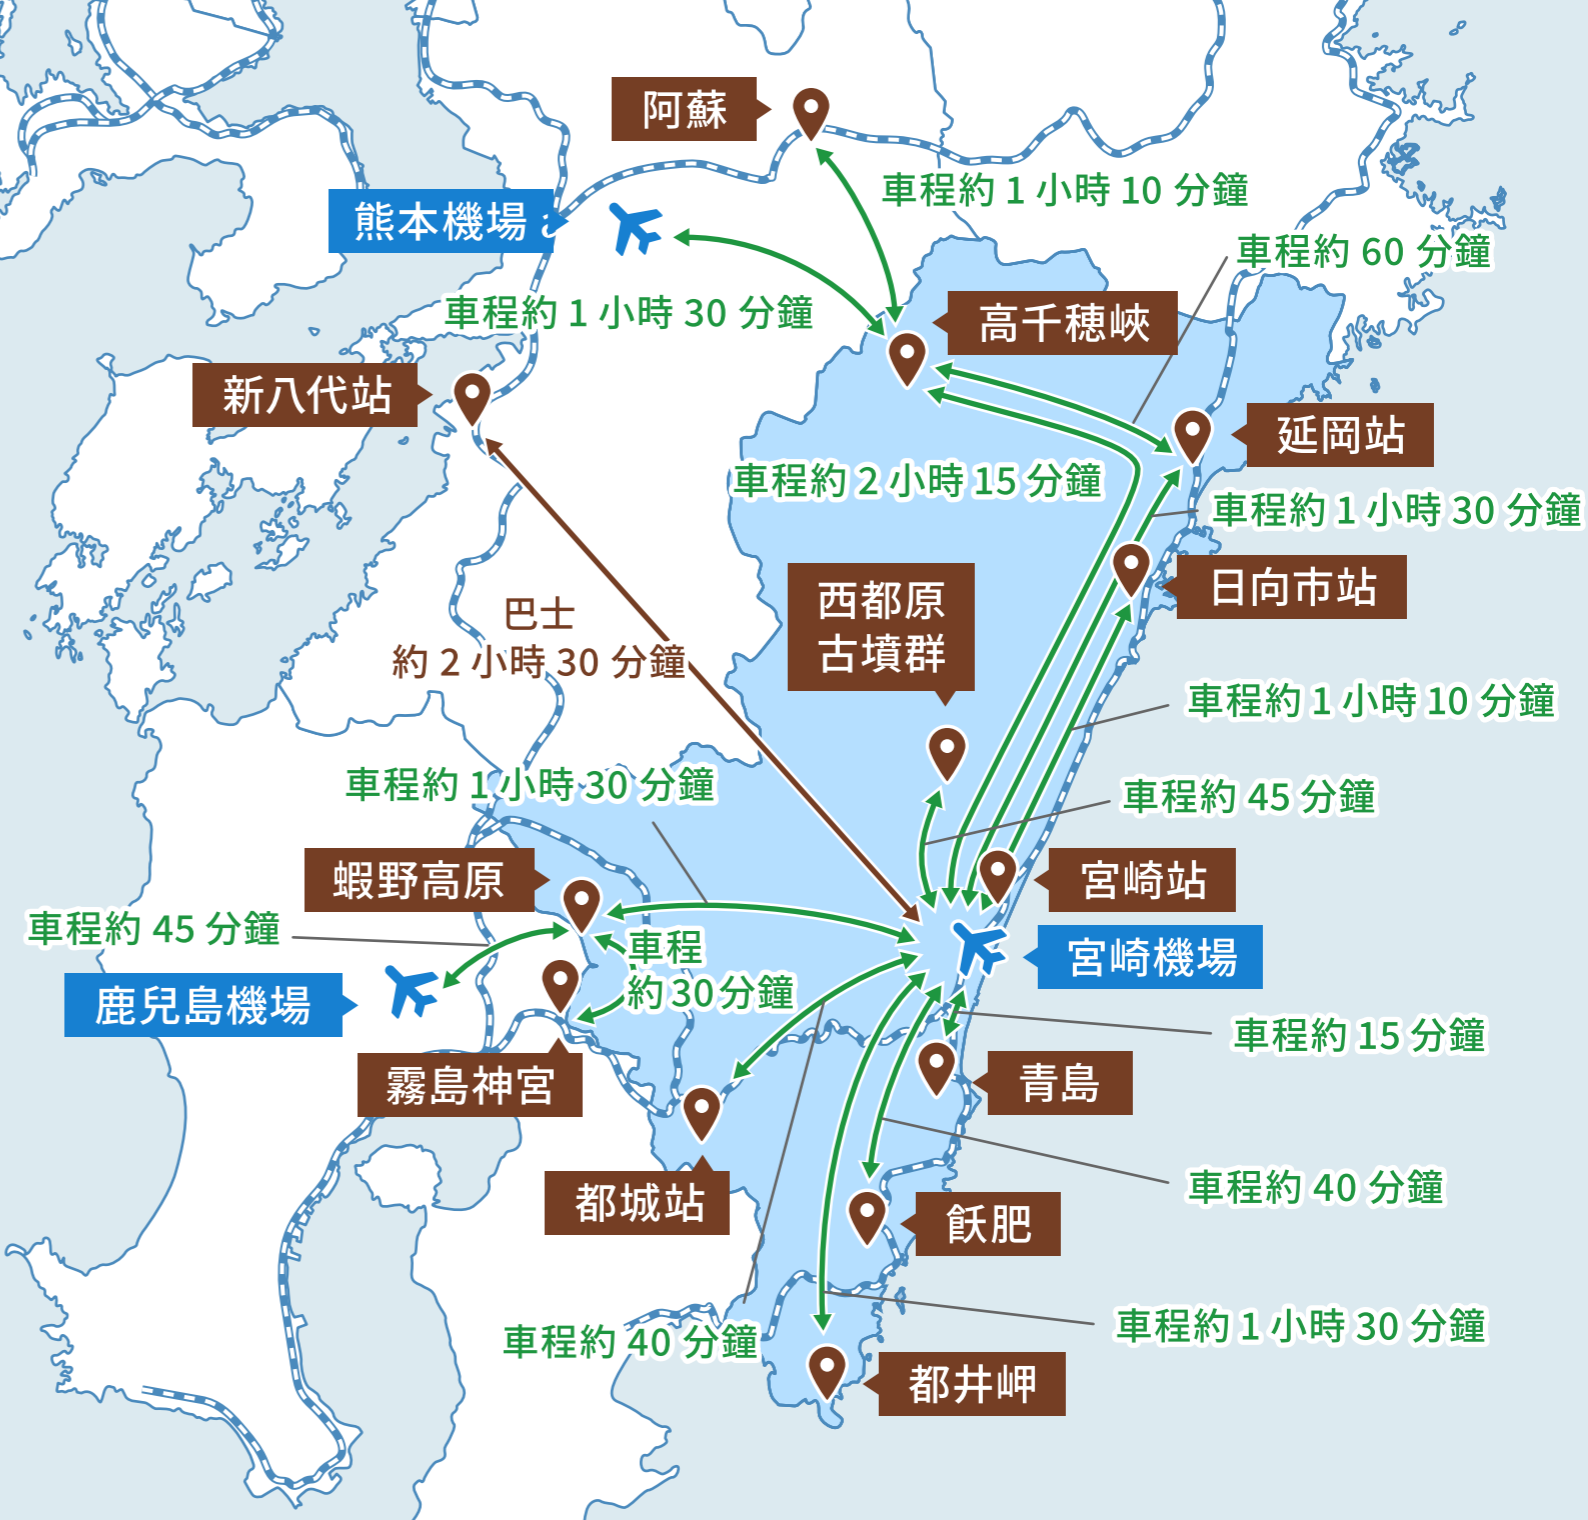 阿蘇
車程約 1 小時 10 分鐘
熊本機場
車程約 60 分鐘
車程約 1 小時 30 分鐘
高千穂峽
新八代站
延岡站
車程約 2 小時 15 分鐘
車程約 1 小時 30 分鐘
日向市站
西都原
古墳群
巴士
約 2 小時 30 分鐘
車程約 1 小時 10 分鐘
車程約 1 小時 30 分鐘
車程約 45 分鐘
蝦野高原
宮崎站
車程約 45 分鐘
車程
約 30 分鐘
宮崎機場
鹿兒島機場
車程約 15 分鐘
霧島神宮
青島
車程約 40 分鐘
都城站
飫肥
車程約 1 小時 30 分鐘
車程約 40 分鐘
都井岬